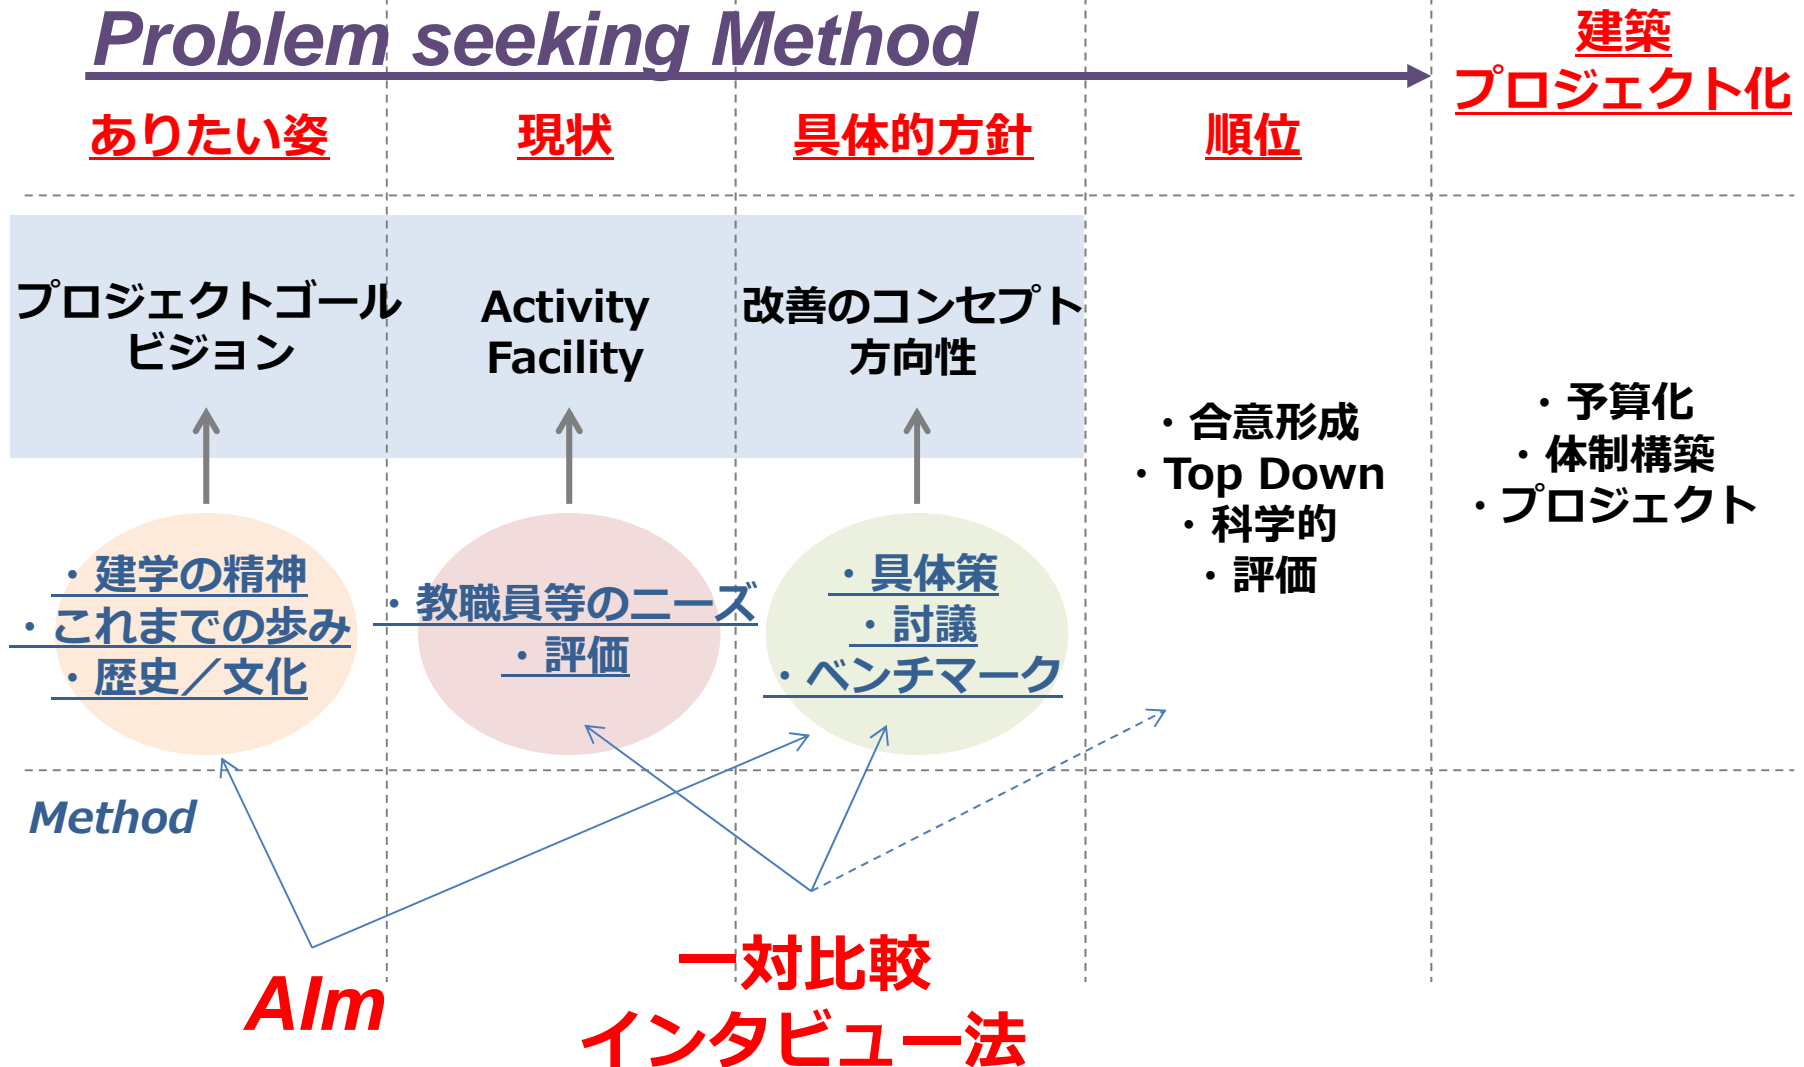 Problem seeking Method
建築
プロジェクト化
ありたい姿
現状
具体的方針
順位
プロジェクトゴール
ビジョン
Activity
Facility
改善のコンセプト
方向性
・合意形成
・Top Down
・科学的
・評価
・予算化
・体制構築
・プロジェクト
・建学の精神
・これまでの歩み
・歴史／文化
・教職員等のニーズ
・評価
・具体策
・討議
・ベンチマーク
Method
AIm
一対比較
インタビュー法